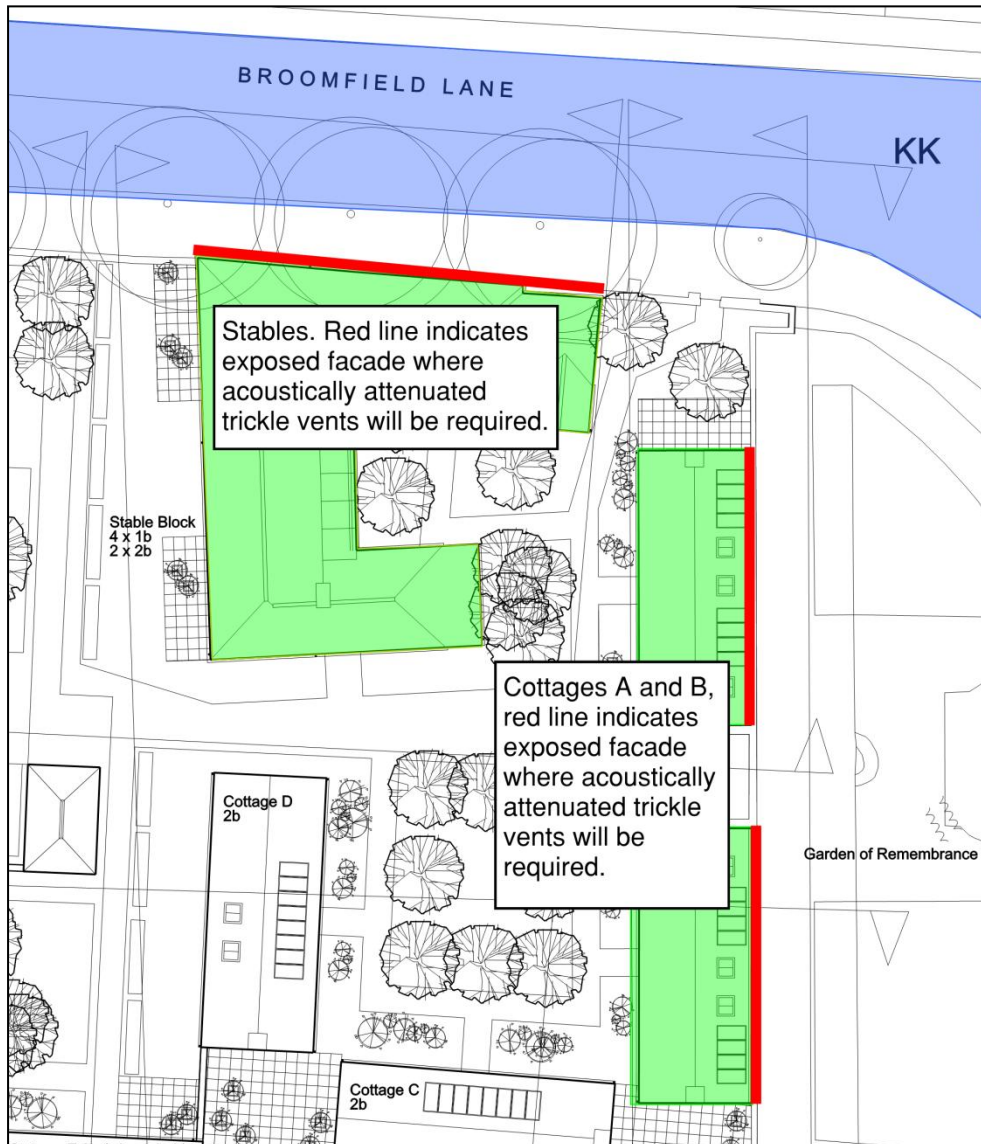 BROOMFIELD LANE
KK
Stables. Red line indicates
exposed facade where
acoustically attenuated
trickle vents will be required.
Stable Block
4 x 1b
2 x 2b
Cottages A and B,
red line indicates
exposed facade
where acoustically
attenuated trickle
vents will be
required.
Cottage D
2b
Garden of Remembrance
Cottage C
2b